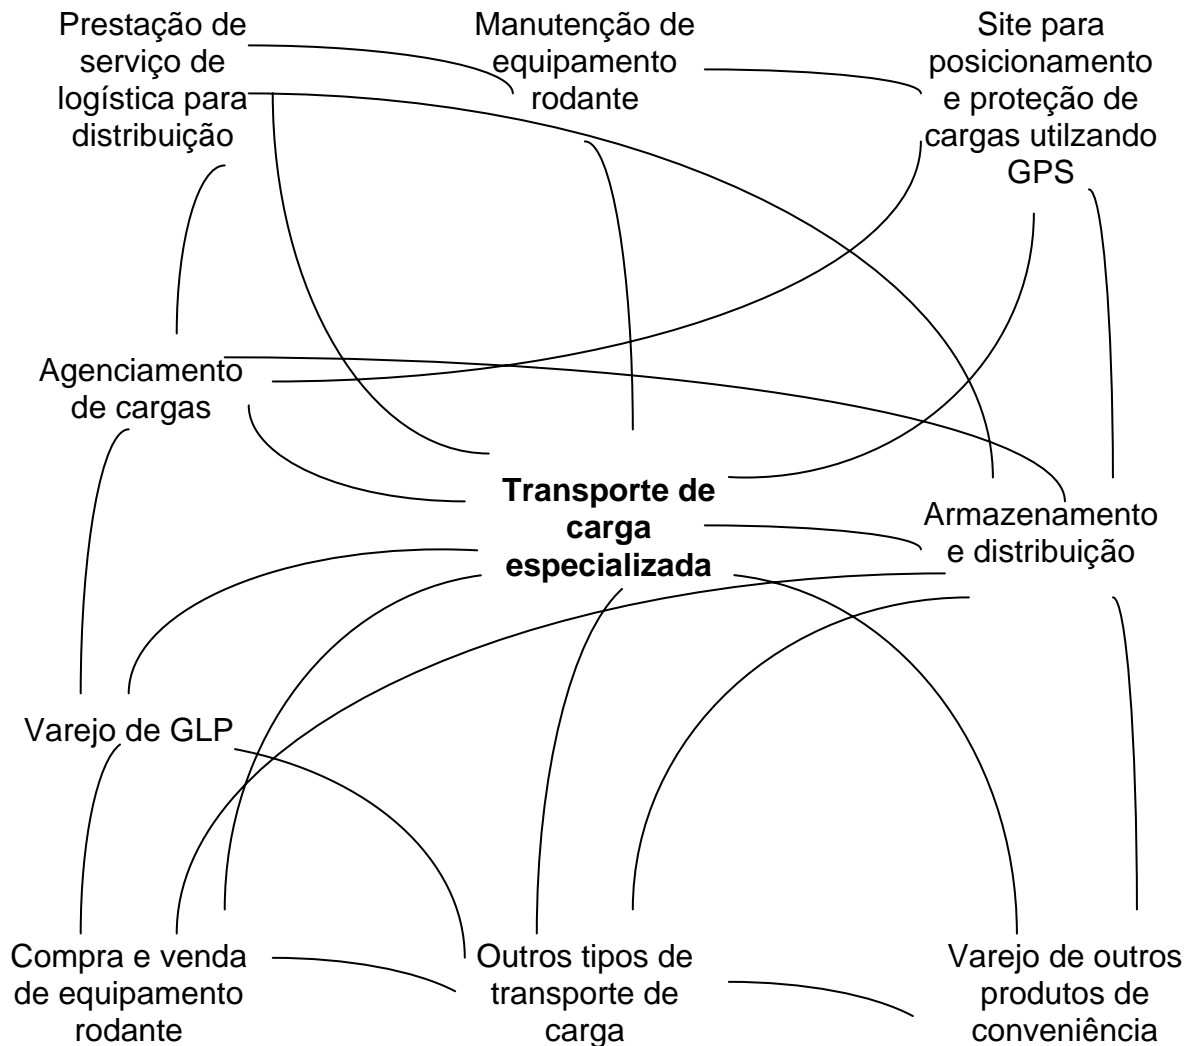 Prestação de
serviço de
logística para
distribuição
Manutenção de
equipamento
rodante
Site para
posicionamento
e proteção de
cargas utilzando
GPS
Agenciamento
de cargas
Transporte de
carga
especializada
Armazenamento
e distribuição
Varejo de GLP
Compra e venda
de equipamento
rodante
Outros tipos de
transporte de
carga
Varejo de outros
produtos de
conveniência